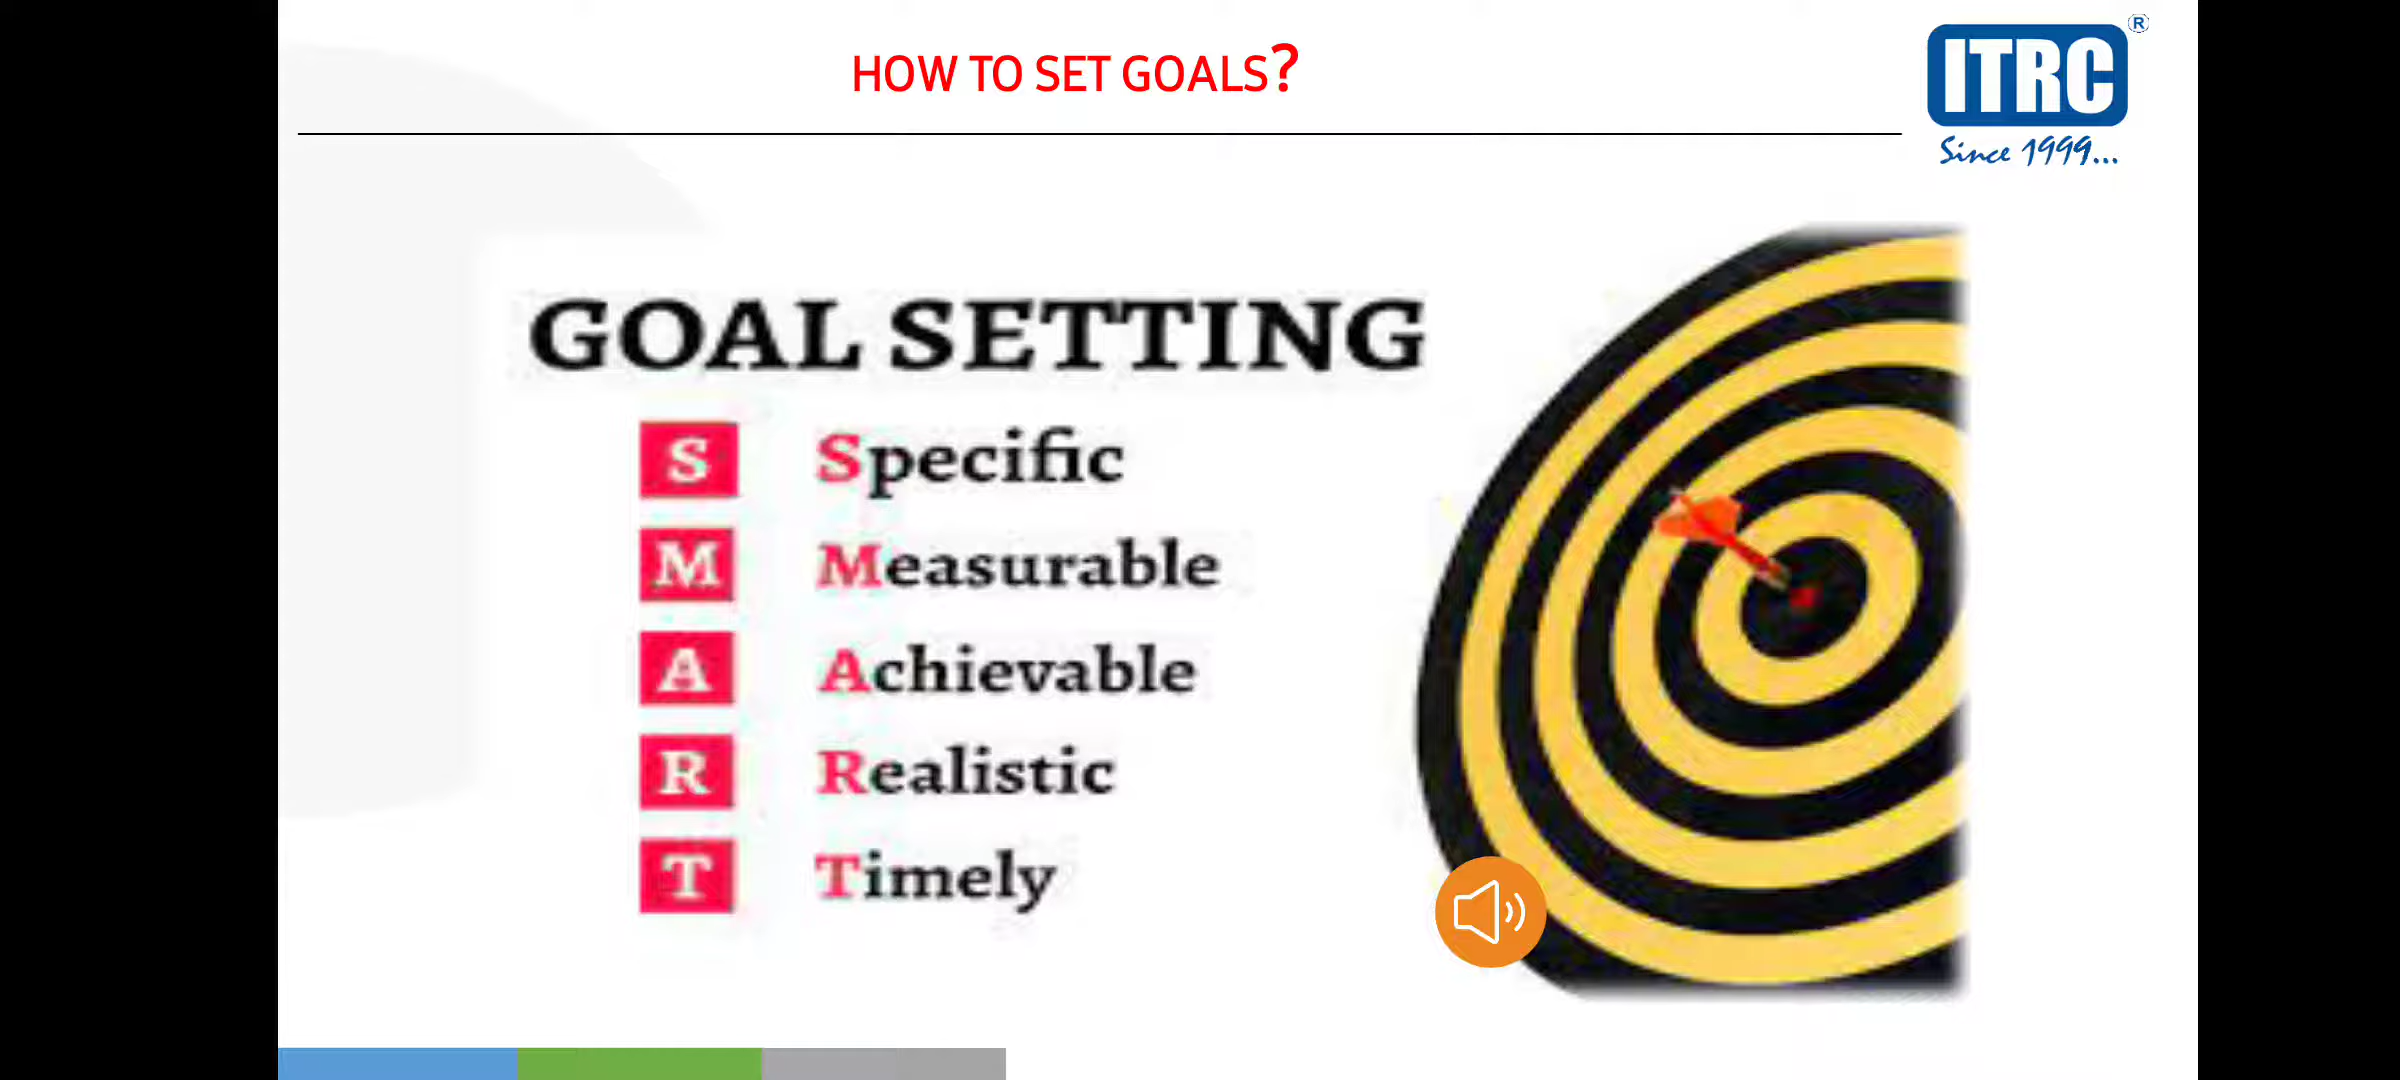 HOW TO SET GOALS?
ITRC®
Since 1999...
GOAL SETTING
S Specific
M Measurable
A Achievable
R Realistic
T Timely